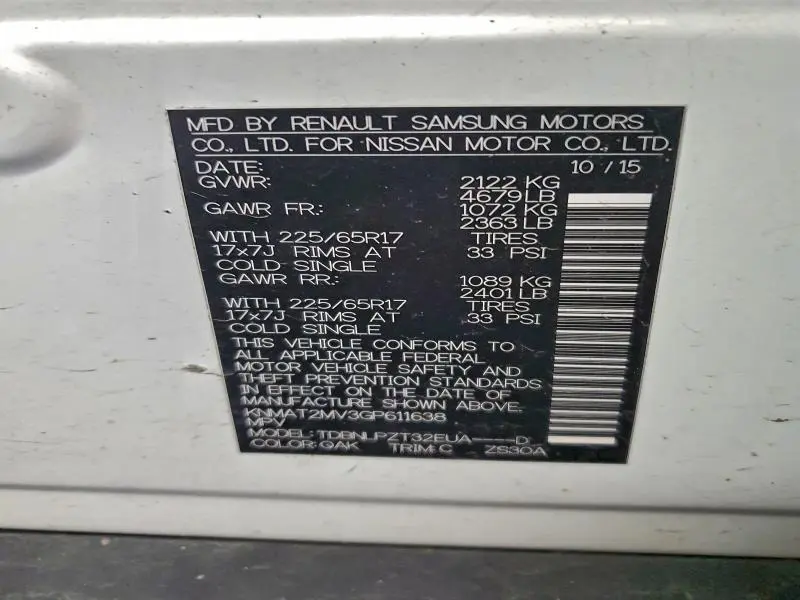 MFD BY RENAULT SAMSUNG MOTORS
CO., LTD. FOR NISSAN MOTOR CO., LTD.
DATE: 10 / 15
GVWR: 2122 KG
4679LB
GAWR FR.: 1072 KG
2363 LB
WITH 225/65R17 TIRES
17x7J RIMS AT 33 PSI
COLD SINGLE
GAWR RR.: 1089 KG
2401 LB
WITH 225/65R17 TIRES
17x7J RIMS AT 33 PSI
COLD SINGLE
THIS VEHICLE CONFORMS TO
ALL APPLICABLE FEDERAL
MOTOR VEHICLE SAFETY AND
THEFT PREVENTION STANDARDS
IN EFFECT ON THE DATE OF
MANUFACTURE SHOWN ABOVE.
KNMAT2MV3GP611638
MPV
MODEL: TDBNLPZT32EUA-----D
COLOR: QAK TRIM: C ZS30A